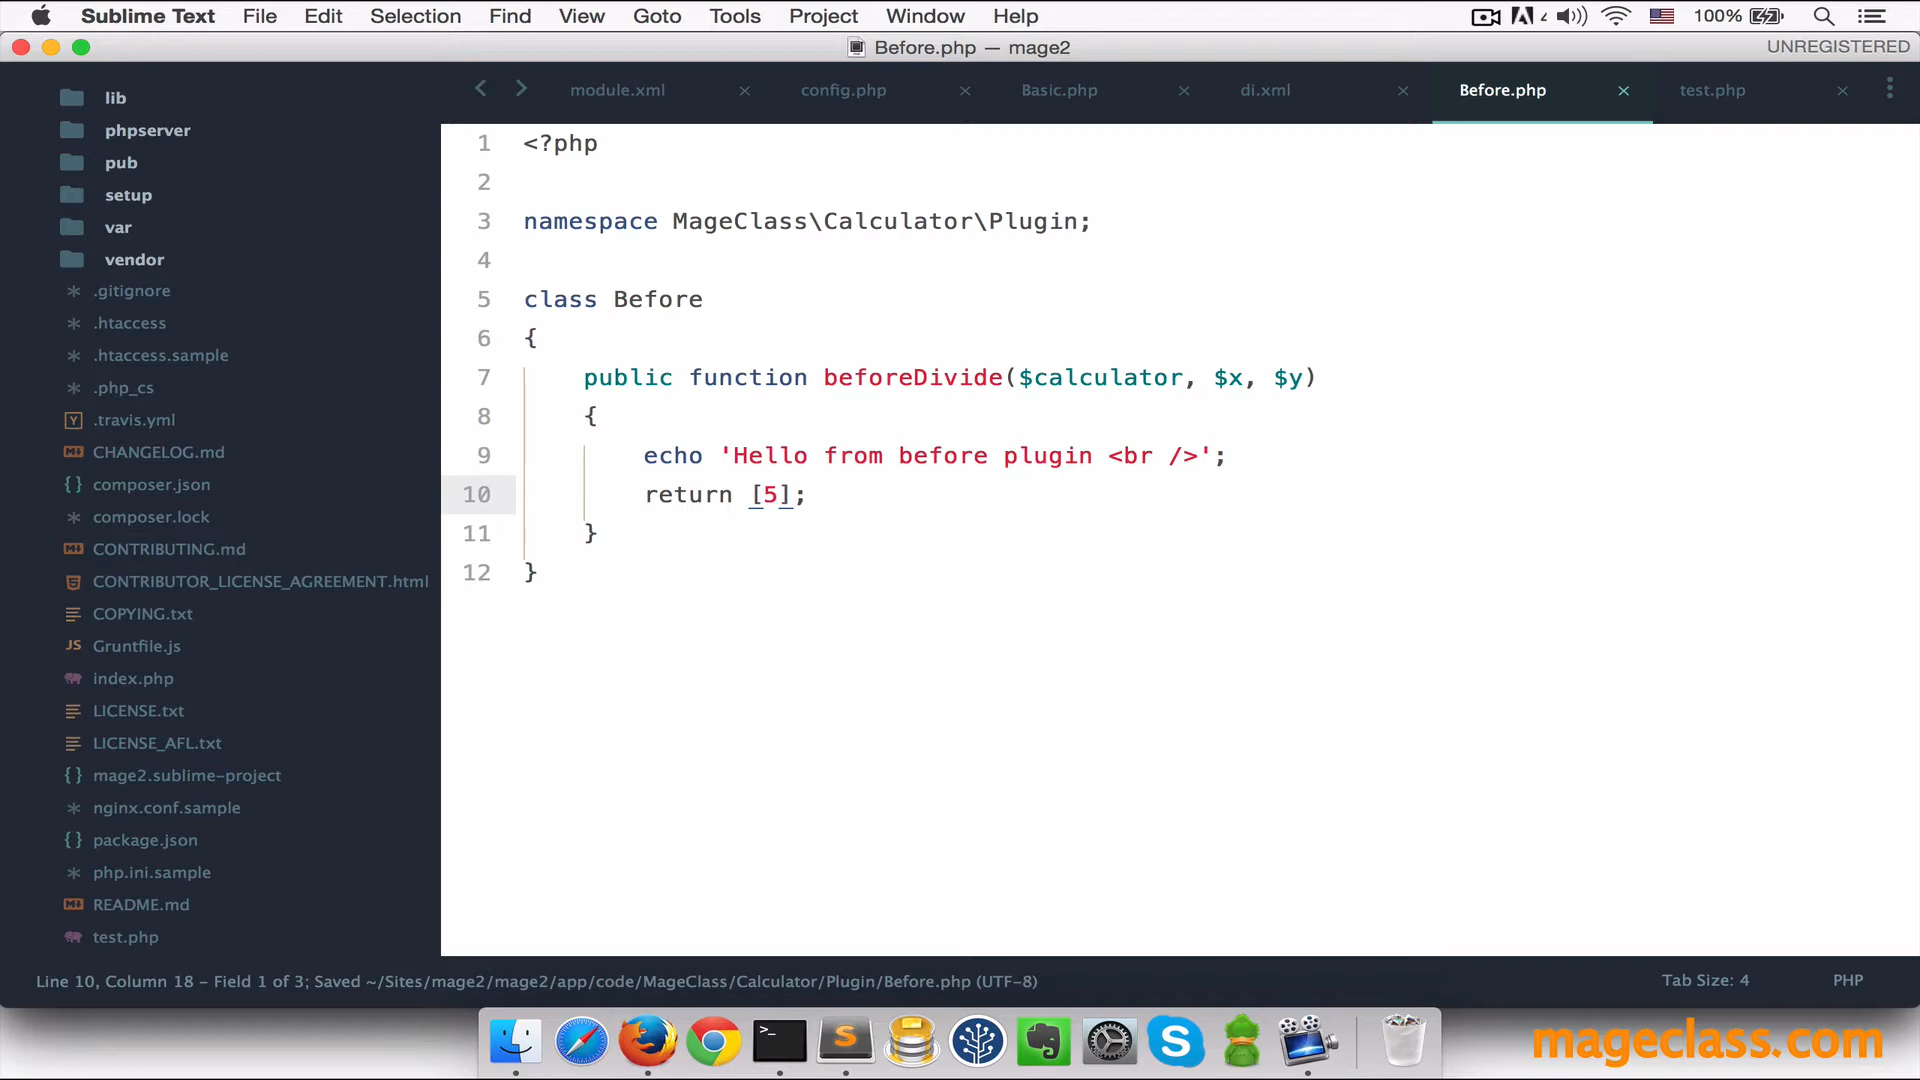 Sublime Text File Edit Selection Find View Goto Tools Project Window Help 100%
Before.php — mage2 UNREGISTERED
module.xml config.php Basic.php di.xml Before.php test.php
lib
phpserver
pub
setup
var
vendor
.gitignore
.htaccess
.htaccess.sample
.php_cs
.travis.yml
CHANGELOG.md
composer.json
composer.lock
CONTRIBUTING.md
CONTRIBUTOR_LICENSE_AGREEMENT.html
COPYING.txt
Gruntfile.js
index.php
LICENSE.txt
LICENSE_AFL.txt
mage2.sublime-project
nginx.conf.sample
package.json
php.ini.sample
README.md
test.php
1 <?php
2
3 namespace MageClass\Calculator\Plugin;
4
5 class Before
6 {
7 public function beforeDivide($calculator, $x, $y)
8 {
9 echo 'Hello from before plugin <br />';
10 return [5];
11 }
12 }
Line 10, Column 18 – Field 1 of 3; Saved ~/Sites/mage2/mage2/app/code/MageClass/Calculator/Plugin/Before.php (UTF-8) Tab Size: 4 PHP
mageclass.com